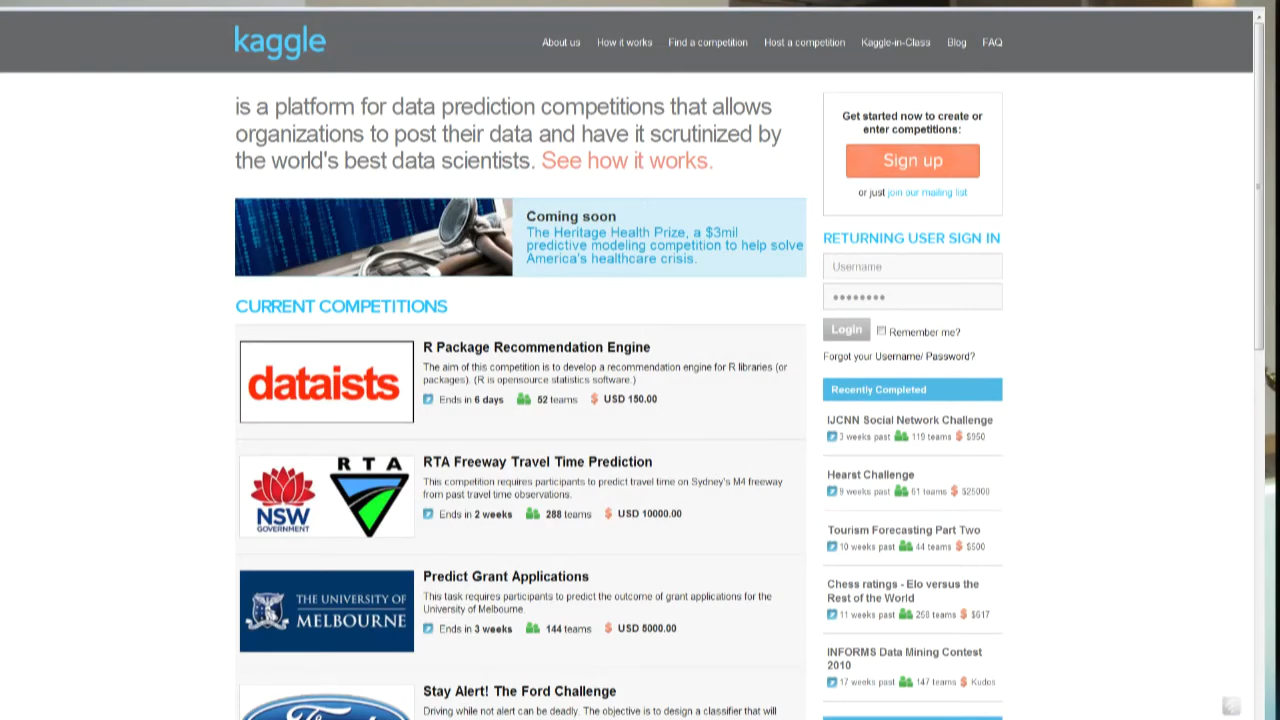 kaggle
About us How it works Find a competition Host a competition Kaggle-in-Class Blog FAQ
is a platform for data prediction competitions that allows
organizations to post their data and have it scrutinized by
the world's best data scientists. See how it works.
Coming soon
The Heritage Health Prize, a $3mil
predictive modeling competition to help solve
America's healthcare crisis.
CURRENT COMPETITIONS
dataists
R Package Recommendation Engine
The aim of this competition is to develop a recommendation engine for R libraries (or
packages). (R is opensource statistics software.)
Ends in 6 days 52 teams $ USD 150.00
NSW
GOVERNMENT
RTA
RTA Freeway Travel Time Prediction
This competition requires participants to predict travel time on Sydney's M4 freeway
from past travel time observations.
Ends in 2 weeks 288 teams $ USD 10000.00
THE UNIVERSITY OF
MELBOURNE
Predict Grant Applications
This task requires participants to predict the outcome of grant applications for the
University of Melbourne.
Ends in 3 weeks 144 teams $ USD 5000.00
Stay Alert! The Ford Challenge
Driving while not alert can be deadly. The objective is to design a classifier that will
Get started now to create or
enter competitions:
Sign up
or just join our mailing list
RETURNING USER SIGN IN
Username
Login Remember me?
Forgot your Username/ Password?
Recently Completed
IJCNN Social Network Challenge
3 weeks past 119 teams $ $950
Hearst Challenge
9 weeks past 61 teams $ $25000
Tourism Forecasting Part Two
10 weeks past 44 teams $ $500
Chess ratings - Elo versus the
Rest of the World
11 weeks past 258 teams $ $617
INFORMS Data Mining Contest
2010
17 weeks past 147 teams $ Kudos